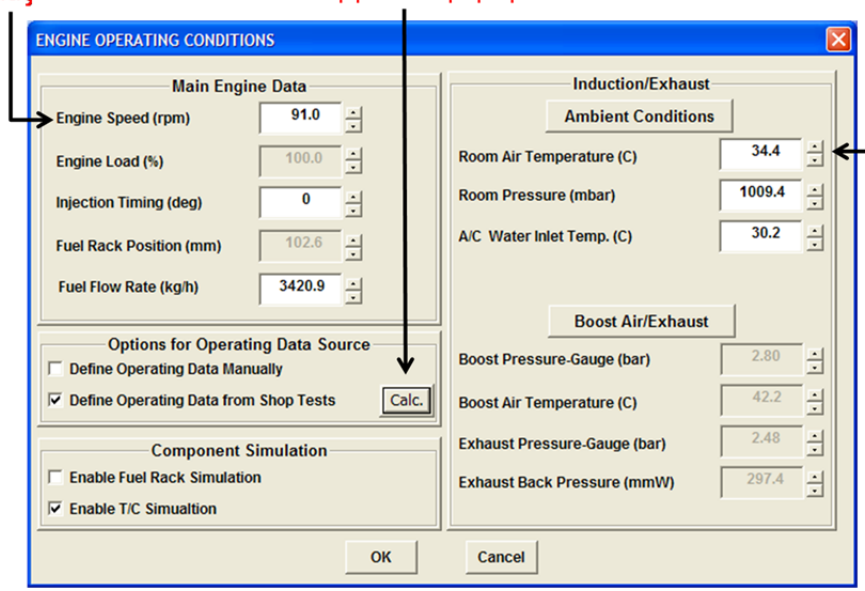 ENGINE OPERATING CONDITIONS
Main Engine Data
Engine Speed (rpm) 91.0
Engine Load (%) 100.0
Injection Timing (deg) 0
Fuel Rack Position (mm) 102.6
Fuel Flow Rate (kg/h) 3420.9
Options for Operating Data Source
Define Operating Data Manually
Define Operating Data from Shop Tests Calc.
Component Simulation
Enable Fuel Rack Simulation
Enable T/C Simualtion
Induction/Exhaust
Ambient Conditions
Room Air Temperature (C) 34.4
Room Pressure (mbar) 1009.4
A/C Water Inlet Temp. (C) 30.2
Boost Air/Exhaust
Boost Pressure-Gauge (bar) 2.80
Boost Air Temperature (C) 42.2
Exhaust Pressure-Gauge (bar) 2.48
Exhaust Back Pressure (mmW) 297.4
OK Cancel